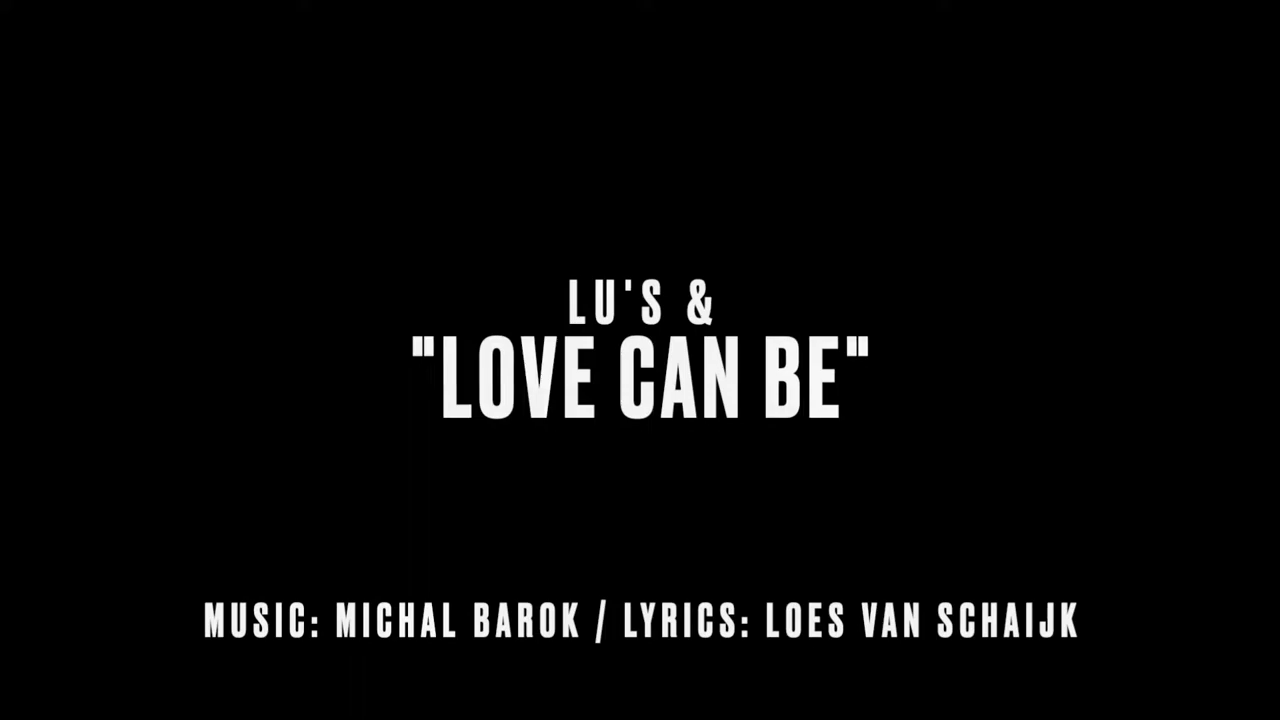 LU'S &
"LOVE CAN BE"
MUSIC: MICHAL BAROK / LYRICS: LOES VAN SCHAIJK